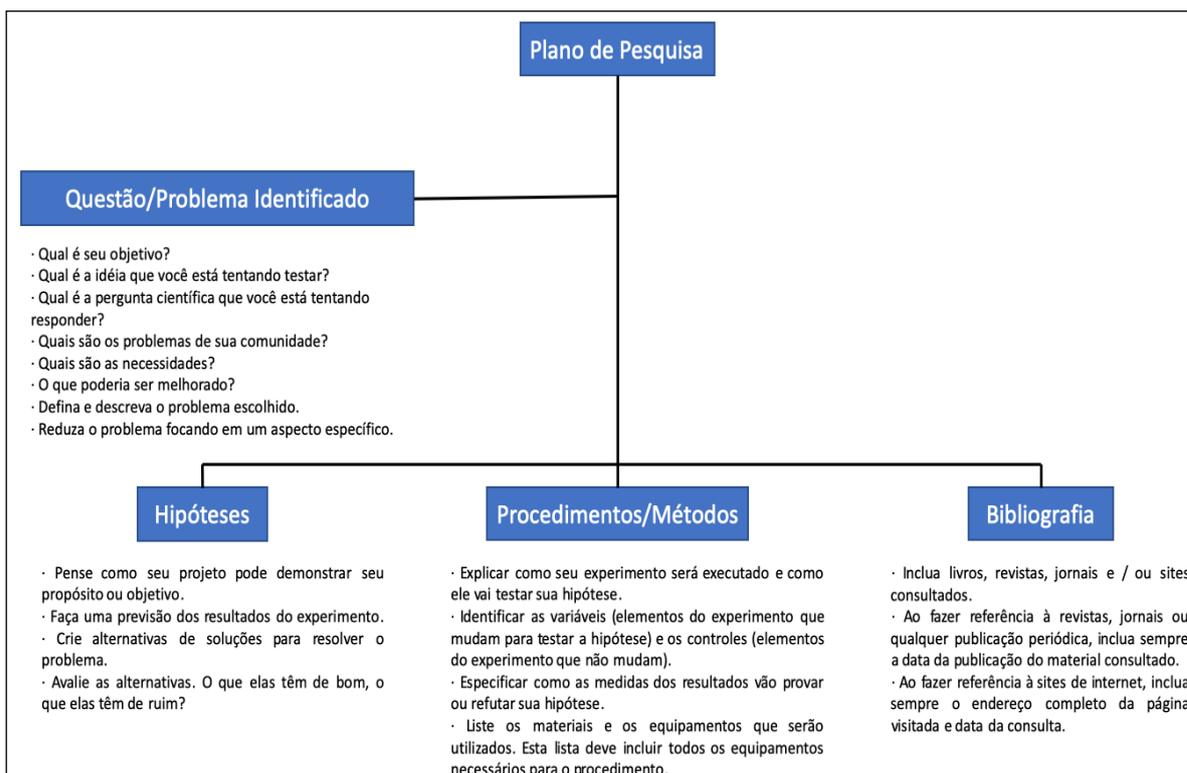 Plano de Pesquisa
Questão/Problema Identificado
· Qual é seu objetivo?
· Qual é a idéia que você está tentando testar?
· Qual é a pergunta científica que você está tentando
responder?
· Quais são os problemas de sua comunidade?
· Quais são as necessidades?
· O que poderia ser melhorado?
· Defina e descreva o problema escolhido.
· Reduza o problema focando em um aspecto específico.
Hipóteses
· Pense como seu projeto pode demonstrar seu
propósito ou objetivo.
· Faça uma previsão dos resultados do experimento.
· Crie alternativas de soluções para resolver o
problema.
· Avalie as alternativas. O que elas têm de bom, o
que elas têm de ruim?
Procedimentos/Métodos
· Explicar como seu experimento será executado e como
ele vai testar sua hipótese.
· Identificar as variáveis (elementos do experimento que
mudam para testar a hipótese) e os controles (elementos
do experimento que não mudam).
· Especificar como as medidas dos resultados vão provar
ou refutar sua hipótese.
· Liste os materiais e os equipamentos que serão
utilizados. Esta lista deve incluir todos os equipamentos
necessários para o procedimento.
Bibliografia
· Inclua livros, revistas, jornais e / ou sites
consultados.
· Ao fazer referência à revistas, jornais ou
qualquer publicação periódica, inclua sempre
a data da publicação do material consultado.
· Ao fazer referência à sites de internet, inclua
sempre o endereço completo da página
visitada e data da consulta.